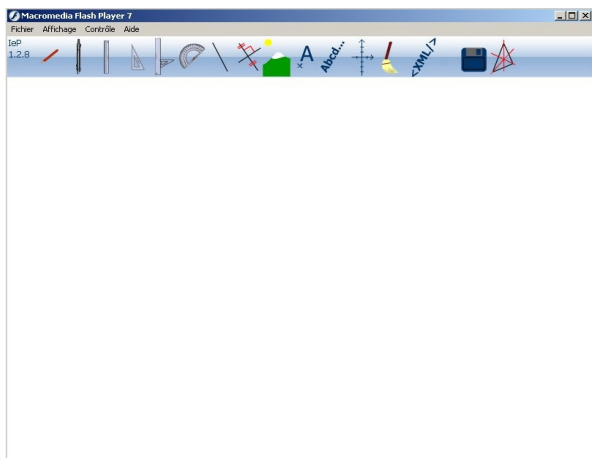 Macromedia Flash Player 7
Fichier Affichage Contrôle Aide
IeP
1.2.8
A
Abcd...
<XML/>